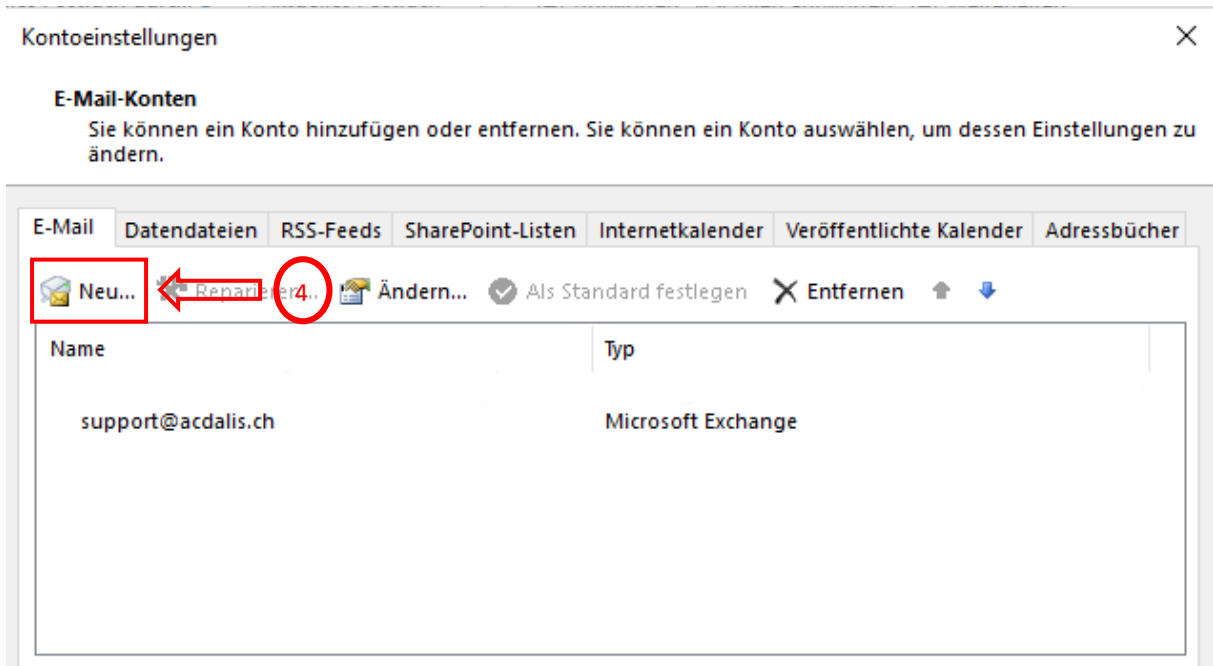 Kontoeinstellungen
E-Mail-Konten
Sie können ein Konto hinzufügen oder entfernen. Sie können ein Konto auswählen, um dessen Einstellungen zu
ändern.
E-Mail Datendateien RSS-Feeds SharePoint-Listen Internetkalender Veröffentlichte Kalender Adressbücher
Neu... Reparieren... 4 Ändern... Als Standard festlegen Entfernen
Name Typ
support@acdalis.ch Microsoft Exchange